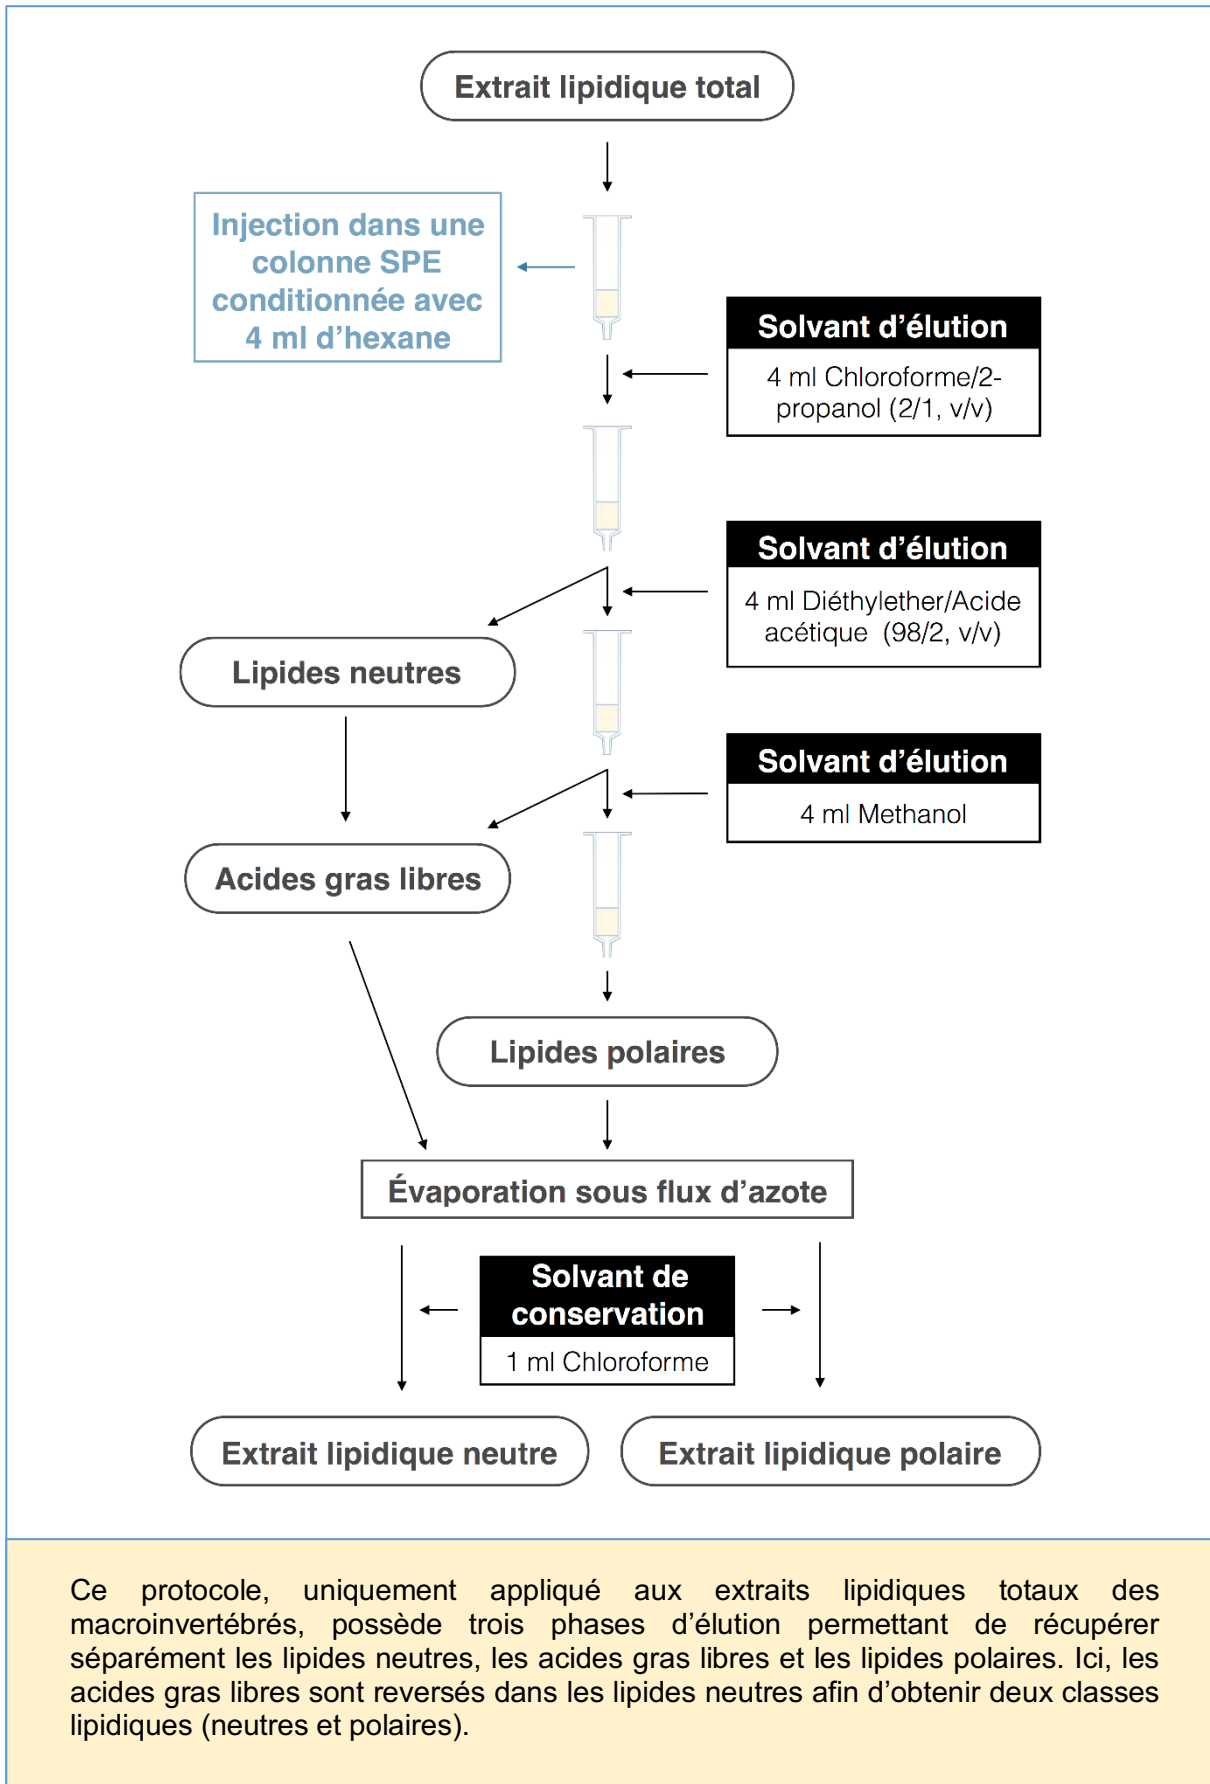 Extrait lipidique total
Injection dans une
colonne SPE
conditionnée avec
4 ml d’hexane
Solvant d’élution
4 ml Chloroforme/2-
propanol (2/1, v/v)
Solvant d’élution
4 ml Diéthylether/Acide
acétique (98/2, v/v)
Lipides neutres
Solvant d’élution
4 ml Methanol
Acides gras libres
Lipides polaires
Évaporation sous flux d’azote
Solvant de
conservation
1 ml Chloroforme
Extrait lipidique neutre
Extrait lipidique polaire
Ce protocole, uniquement appliqué aux extraits lipidiques totaux des
macroinvertébrés, possède trois phases d’élution permettant de récupérer
séparément les lipides neutres, les acides gras libres et les lipides polaires. Ici, les
acides gras libres sont reversés dans les lipides neutres afin d’obtenir deux classes
lipidiques (neutres et polaires).